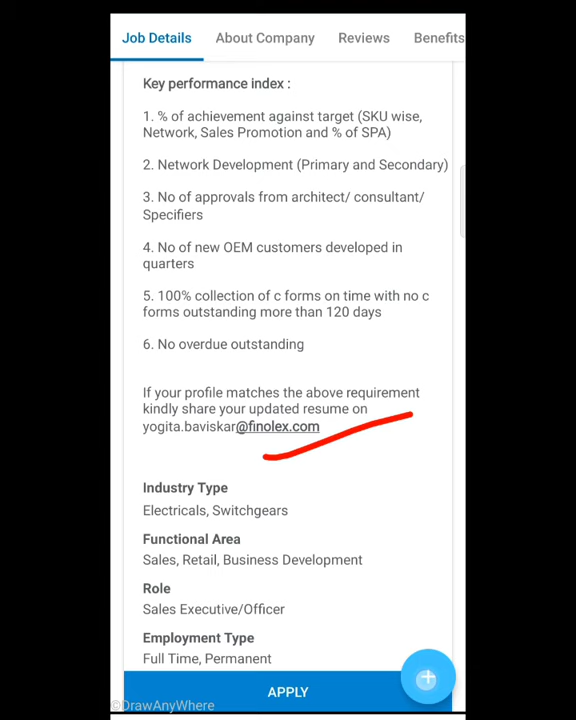 Job Details About Company Reviews Benefits
Key performance index :
1. % of achievement against target (SKU wise,
Network, Sales Promotion and % of SPA)
2. Network Development (Primary and Secondary)
3. No of approvals from architect/ consultant/
Specifiers
4. No of new OEM customers developed in
quarters
5. 100% collection of c forms on time with no c
forms outstanding more than 120 days
6. No overdue outstanding
If your profile matches the above requirement
kindly share your updated resume on
yogita.baviskar@finolex.com
Industry Type
Electricals, Switchgears
Functional Area
Sales, Retail, Business Development
Role
Sales Executive/Officer
Employment Type
Full Time, Permanent
APPLY
©DrawAnyWhere